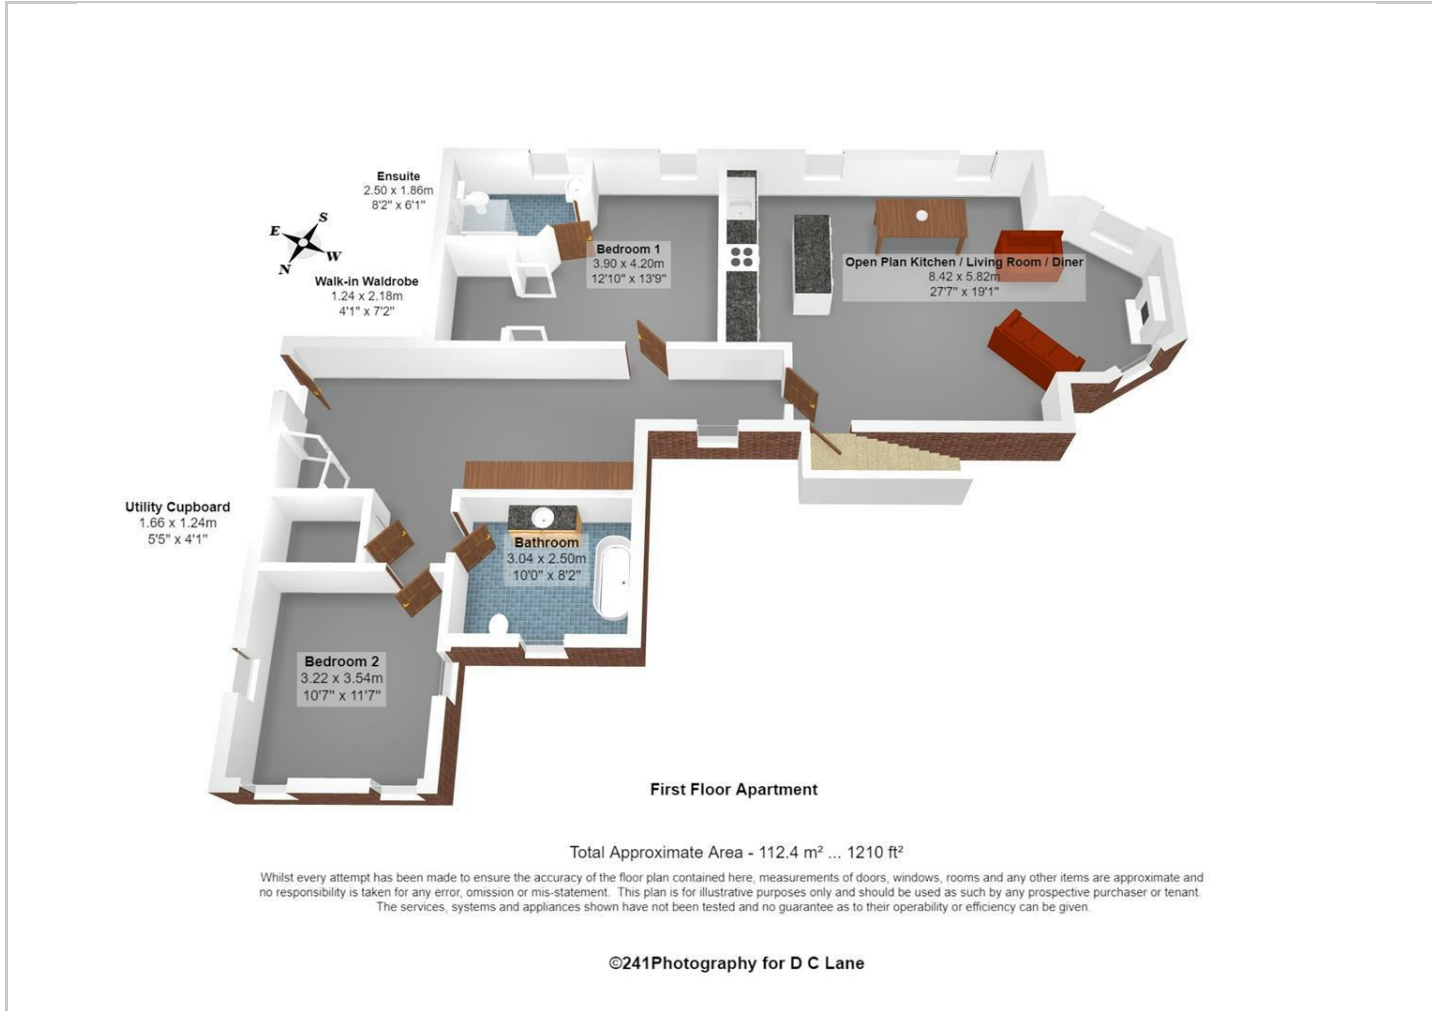 Ensuite
2.50 x 1.86m
8'2" x 6'1"
S
E
W
N
Walk-in Waldrobe
1.24 x 2.18m
4'1" x 7'2"
Bedroom 1
3.90 x 4.20m
12'10" x 13'9"
Open Plan Kitchen / Living Room / Diner
8.42 x 5.82m
27'7" x 19'1"
Utility Cupboard
1.66 x 1.24m
5'5" x 4'1"
Bathroom
3.04 x 2.50m
10'0" x 8'2"
Bedroom 2
3.22 x 3.54m
10'7" x 11'7"
First Floor Apartment
Total Approximate Area - 112.4 m² ... 1210 ft²
Whilst every attempt has been made to ensure the accuracy of the floor plan contained here, measurements of doors, windows, rooms and any other items are approximate and
no responsibility is taken for any error, omission or mis-statement. This plan is for illustrative purposes only and should be used as such by any prospective purchaser or tenant.
The services, systems and appliances shown have not been tested and no guarantee as to their operability or efficiency can be given.
©241Photography for D C Lane